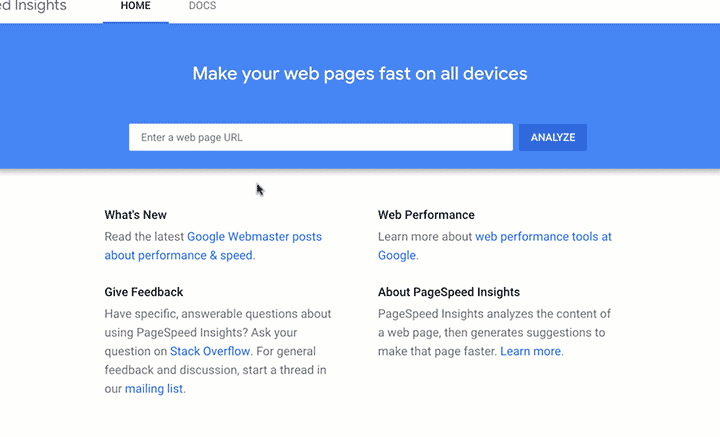 ed Insights
HOME
DOCS
Make your web pages fast on all devices
Enter a web page URL
ANALYZE
What's New
Read the latest Google Webmaster posts
about performance & speed.
Web Performance
Learn more about web performance tools at
Google.
Give Feedback
Have specific, answerable questions about
using PageSpeed Insights? Ask your
question on Stack Overflow. For general
feedback and discussion, start a thread in
our mailing list.
About PageSpeed Insights
PageSpeed Insights analyzes the content of
a web page, then generates suggestions to
make that page faster. Learn more.